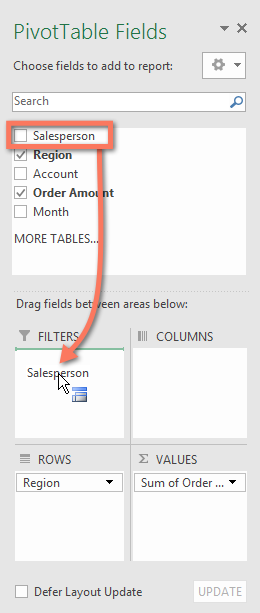 PivotTable Fields
Choose fields to add to report:
Search
Salesperson
Region
Account
Order Amount
Month
MORE TABLES...
Drag fields between areas below:
FILTERS
COLUMNS
Salesperson
ROWS
VALUES
Region
Sum of Order ...
Defer Layout Update
UPDATE